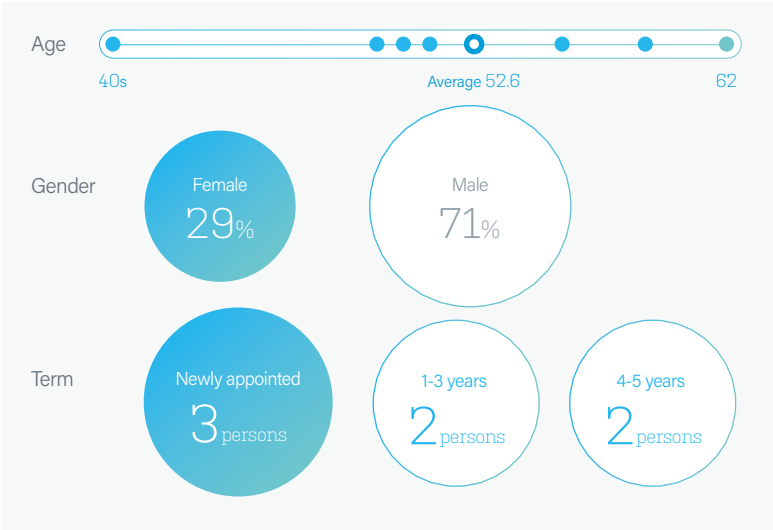 Age
40s
Average 52.6
62
Gender
Female
29%
Male
71%
Term
Newly appointed
3 persons
1-3 years
2 persons
4-5 years
2 persons